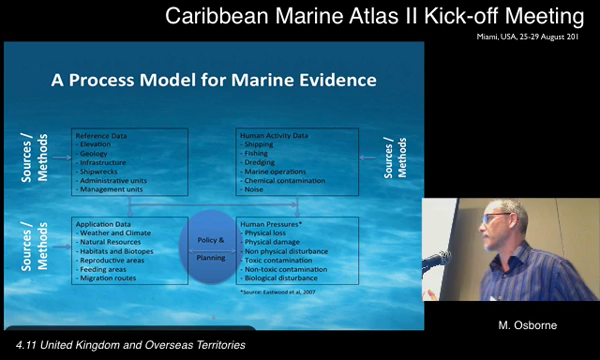 Caribbean Marine Atlas II Kick-off Meeting
Miami, USA, 25-29 August 201
A Process Model for Marine Evidence
Sources / Methods
Reference Data
- Elevation
- Geology
- Infrastructure
- Shipwrecks
- Administrative units
- Management units
Human Activity Data
- Shipping
- Fishing
- Dredging
- Marine operations
- Chemical contamination
- Noise
Sources / Methods
Sources / Methods
Application Data
- Weather and Climate
- Natural Resources
- Habitats and Biotopes
- Reproductive areas
- Feeding areas
- Migration routes
Policy &
Planning
Human Pressures*
- Physical loss
- Physical damage
- Non physical disturbance
- Toxic contamination
- Non-toxic contamination
- Biological disturbance
*Source: Eastwood et al, 2007
M. Osborne
4.11 United Kingdom and Overseas Territories